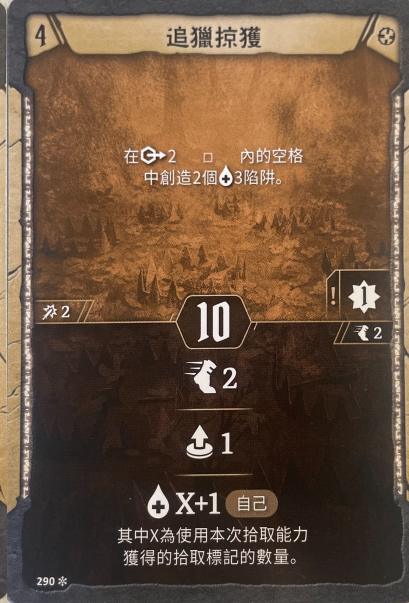 4
追獵掠獲
在2 □ 內的空格
中創造2個3陷阱。
2
10
! 1
2
2
1
X+1 自己
其中X為使用本次拾取能力
獲得的拾取標記的數量。
290